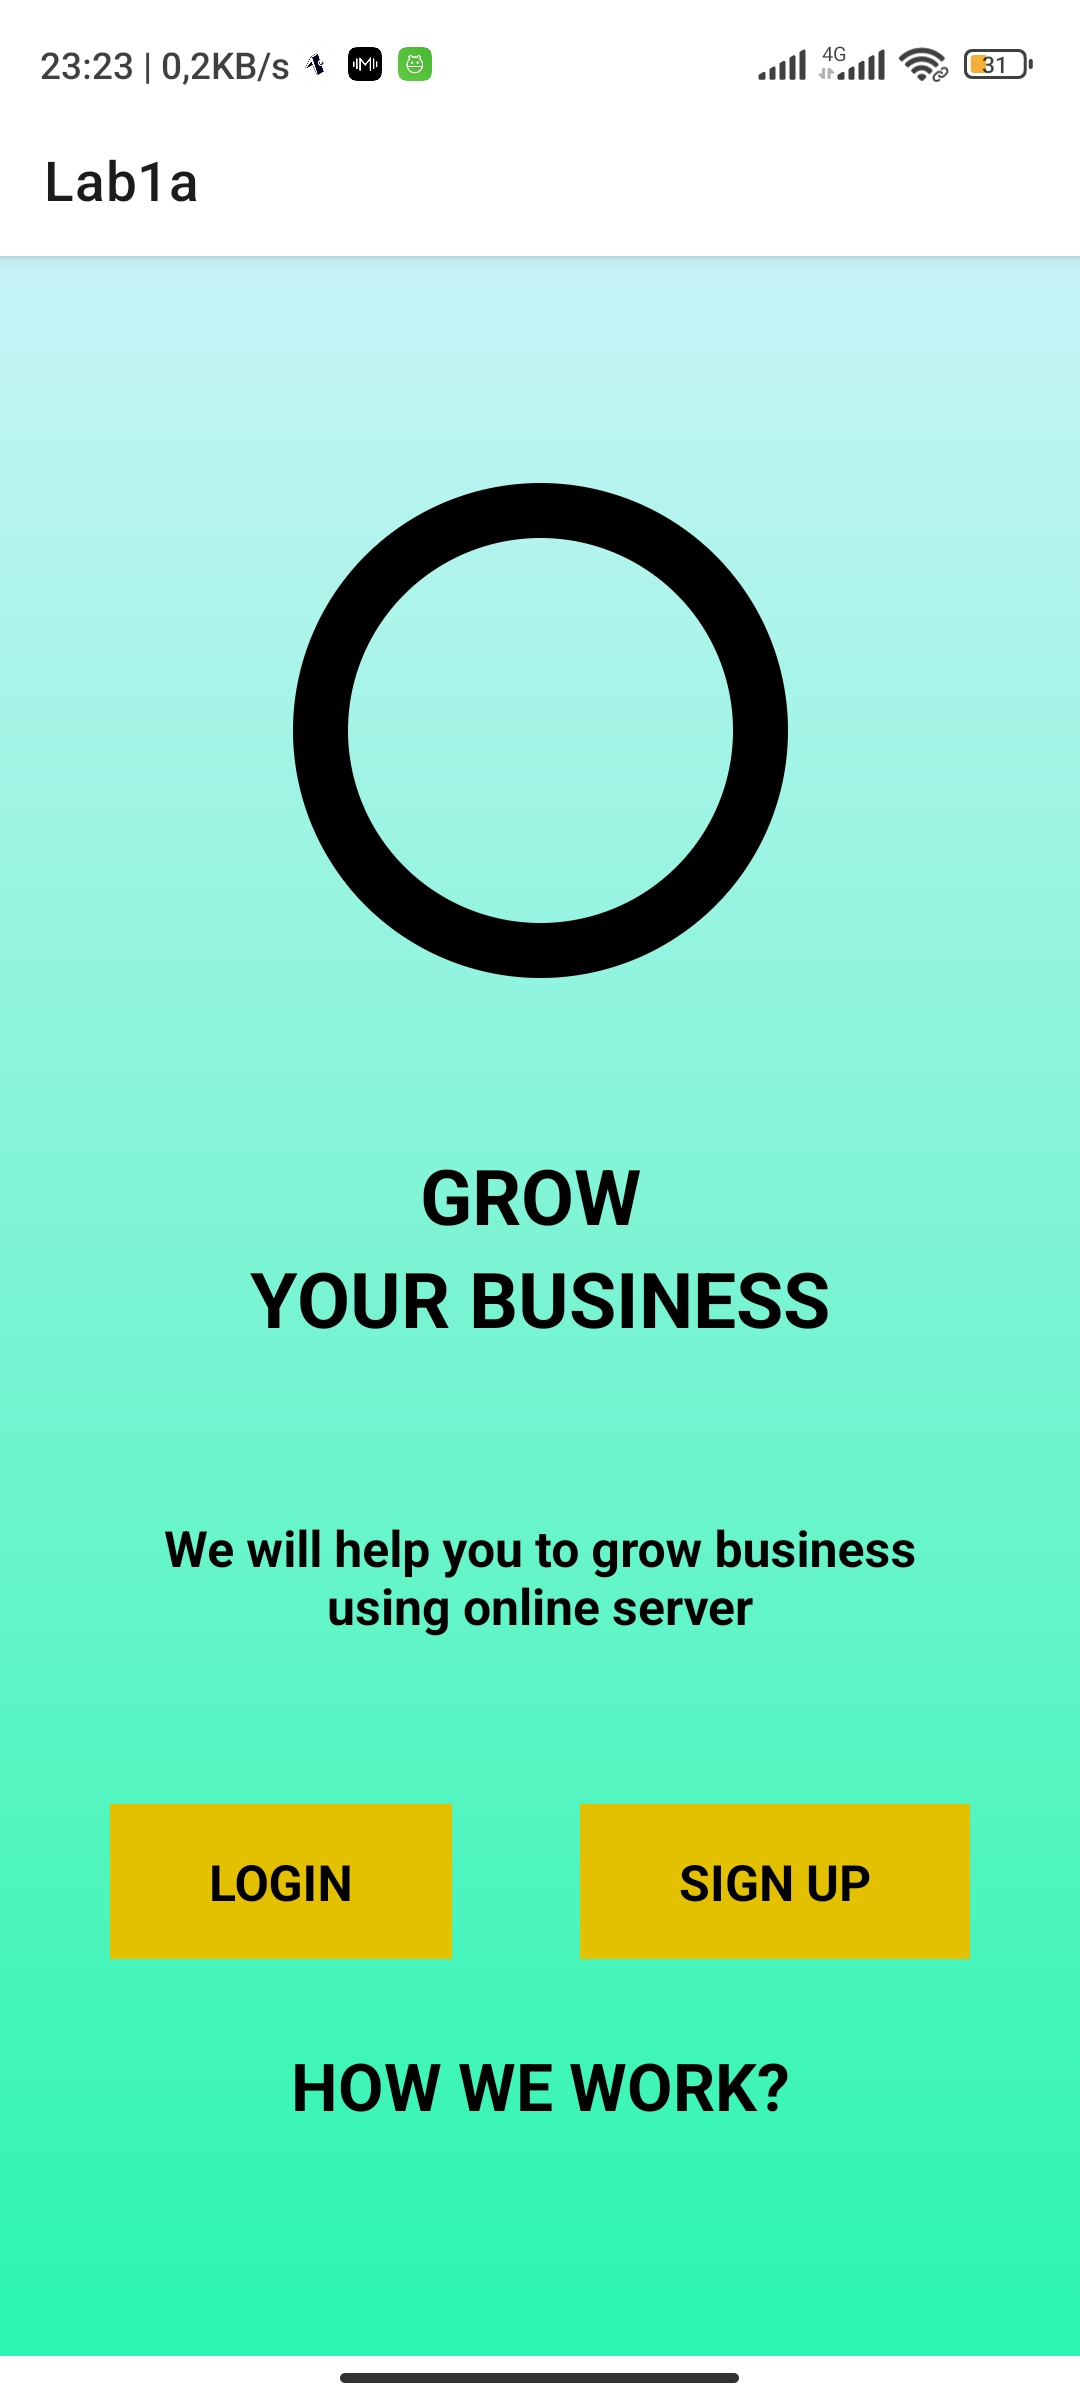 23:23 | 0,2KB/s
4G
31
Lab1a
GROW
YOUR BUSINESS
We will help you to grow business
using online server
LOGIN
SIGN UP
HOW WE WORK?